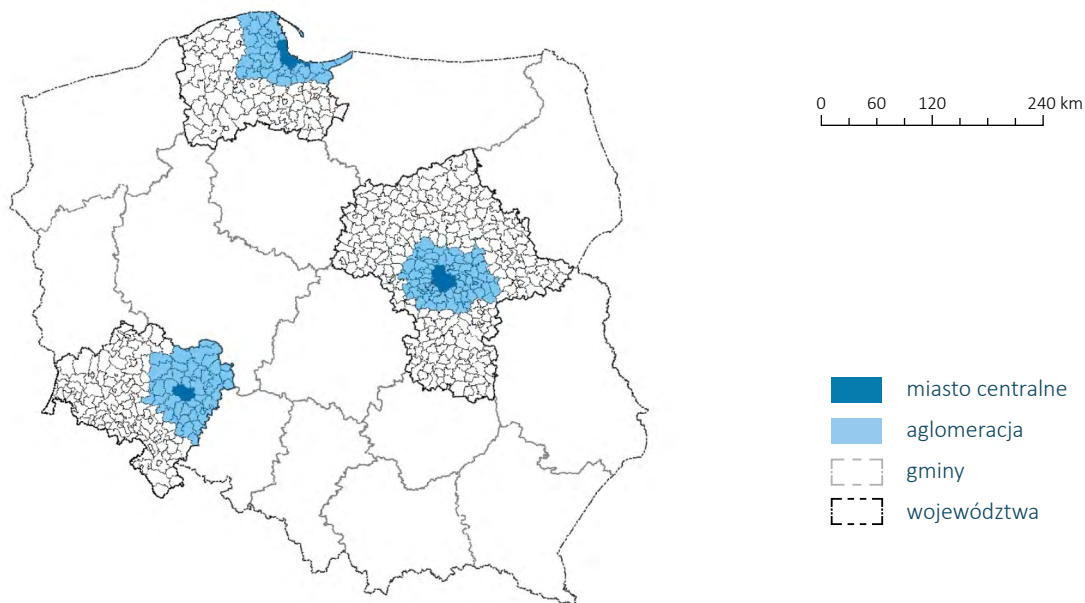 0 60 120 240 km
miasto centralne
aglomeracja
gminy
województwa